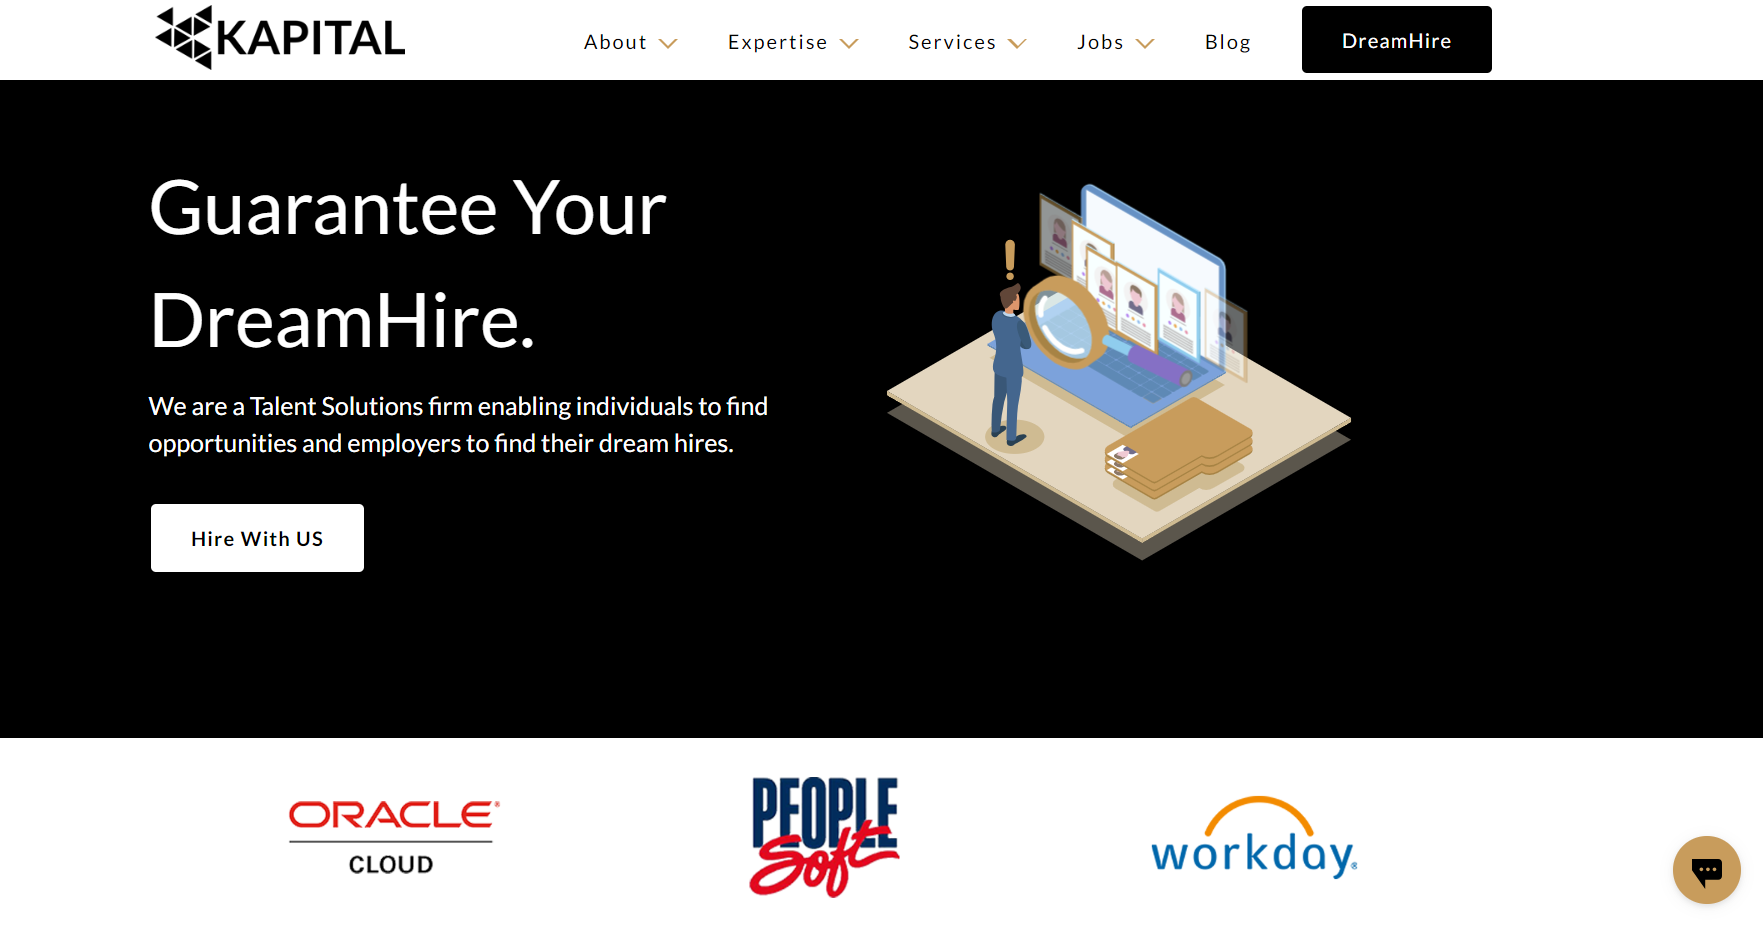 KAPITAL
About
Expertise
Services
Jobs
Blog
DreamHire
Guarantee Your
DreamHire.
We are a Talent Solutions firm enabling individuals to find
opportunities and employers to find their dream hires.
Hire With US
ORACLE®
CLOUD
PEOPLE
Soft
workday®